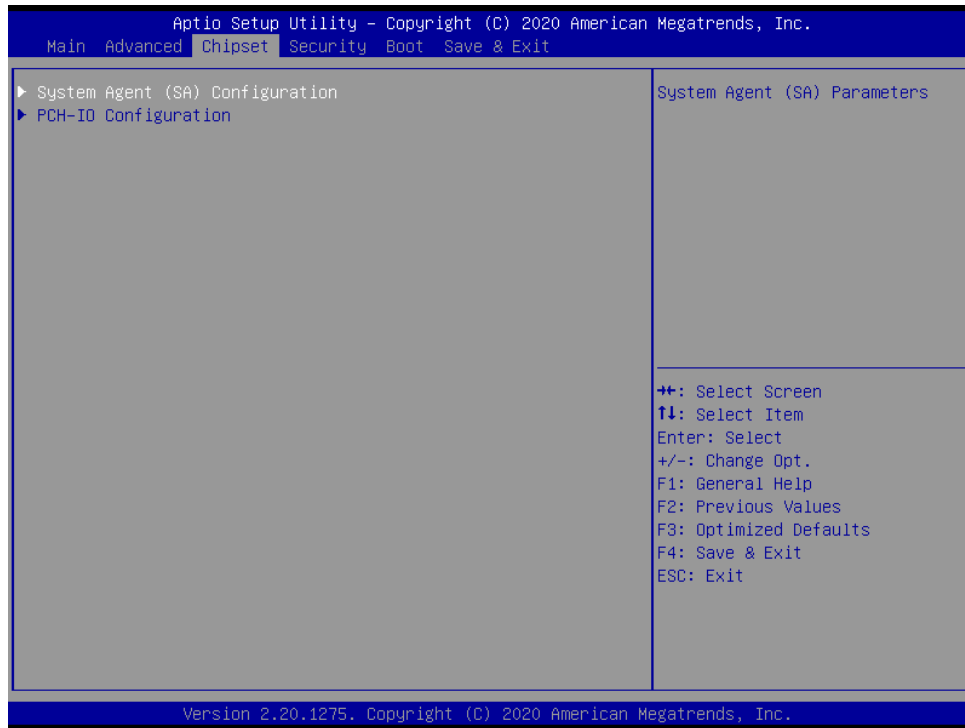 Aptio Setup Utility – Copyright (C) 2020 American Megatrends, Inc.
Main Advanced Chipset Security Boot Save & Exit
▶ System Agent (SA) Configuration
▶ PCH-IO Configuration
System Agent (SA) Parameters
→←: Select Screen
↑↓: Select Item
Enter: Select
+/-: Change Opt.
F1: General Help
F2: Previous Values
F3: Optimized Defaults
F4: Save & Exit
ESC: Exit
Version 2.20.1275. Copyright (C) 2020 American Megatrends, Inc.